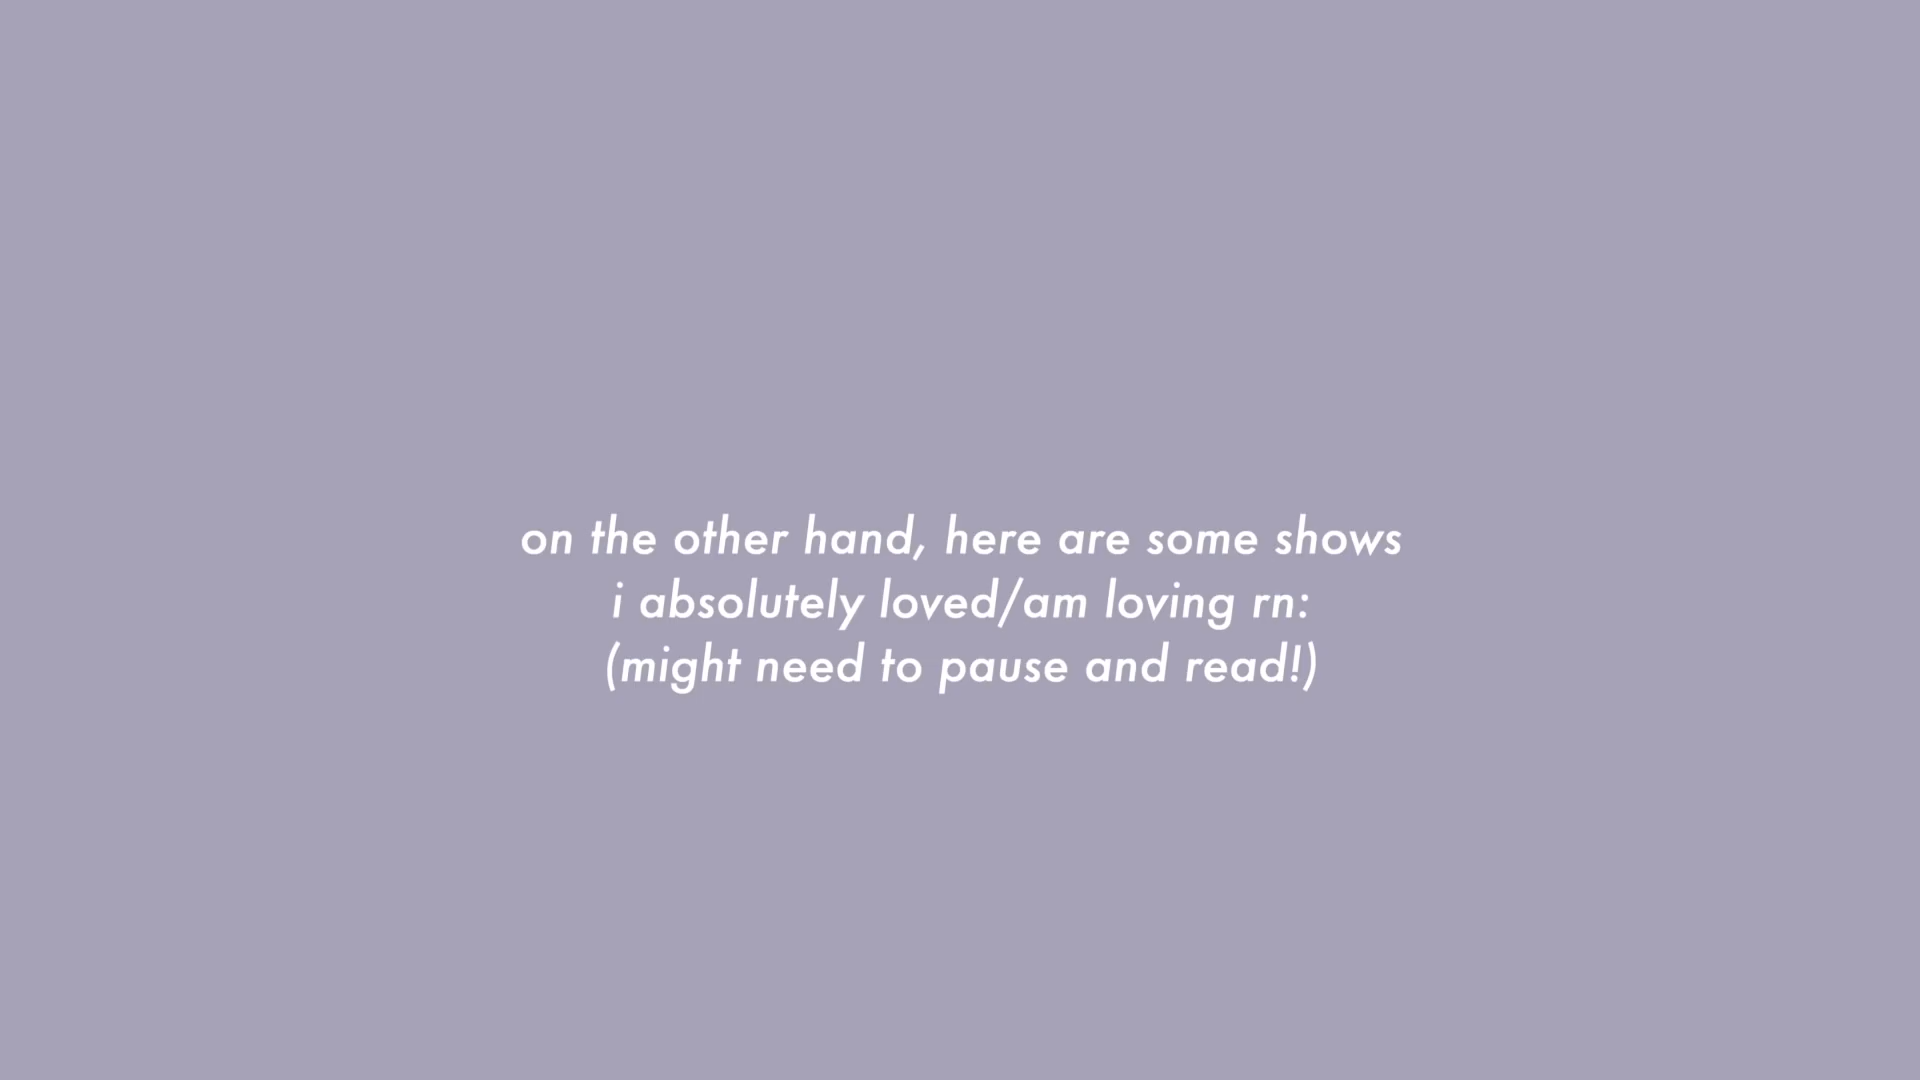 on the other hand, here are some shows
i absolutely loved/am loving rn:
(might need to pause and read!)